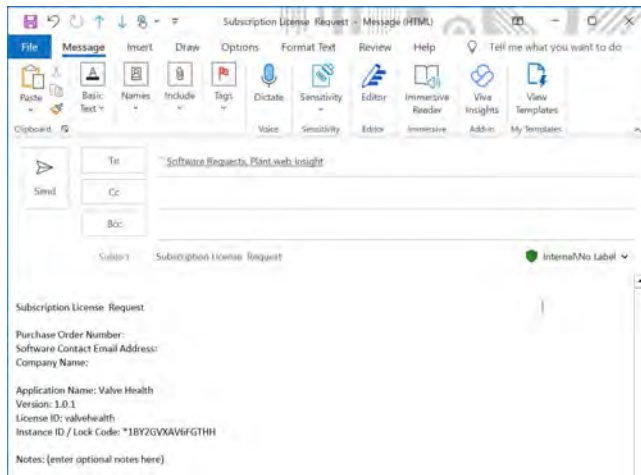 Subscription License Request - Message (HTML)
File Message Insert Draw Options Format Text Review Help Tell me what you want to do
Paste Basic Text Names Include Tags Dictate Sensitivity Editor Immersive Reader Viva Insights View Templates
Clipboard Voice Sensitivity Editor Immersive Add-in My Templates
Send
To
Software Requests, Plant.web Insight
Cc
Bcc
Subject
Subscription License Request
Internal\No Label
Subscription License Request
Purchase Order Number:
Software Contact Email Address:
Company Name:
Application Name: Valve Health
Version: 1.0.1
License ID: valvehealth
Instance ID / Lock Code: *1BY2GVXAV6FGTHH
Notes: (enter optional notes here)